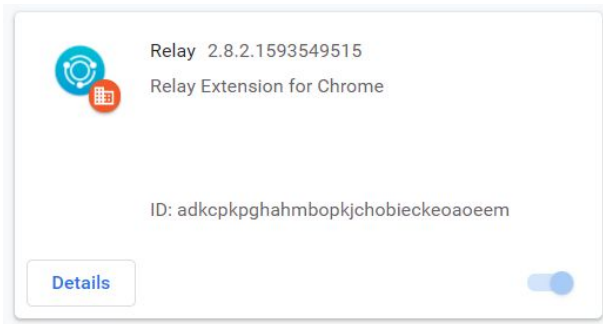 Relay 2.8.2.1593549515
Relay Extension for Chrome
ID: adkcpkpghahmbopkjchobieckeoaoeem
Details